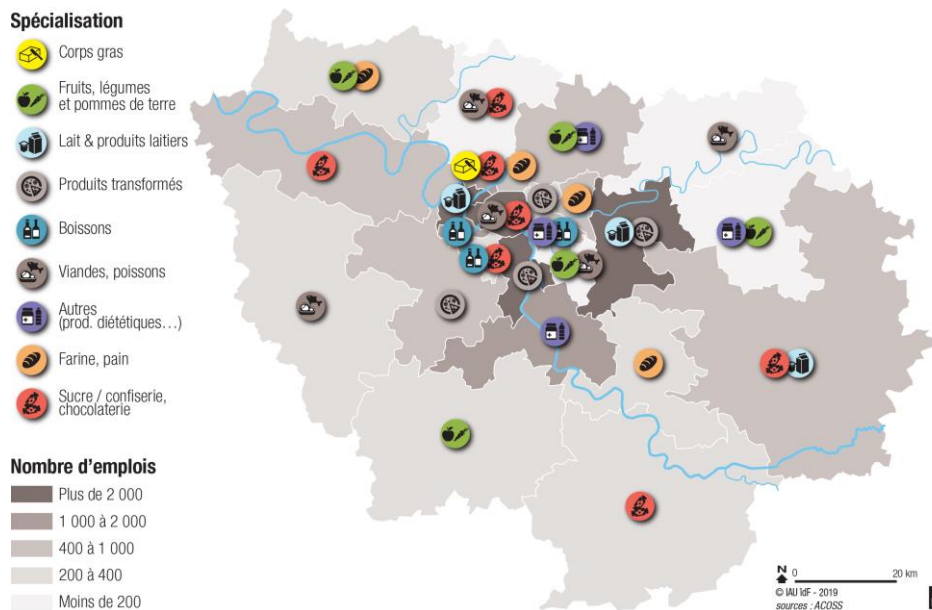 Spécialisation
Corps gras
Fruits, légumes
et pommes de terre
Lait & produits laitiers
Produits transformés
Boissons
Viandes, poissons
Autres
(prod. diététiques…)
Farine, pain
Sucre / confiserie,
chocolaterie
Nombre d’emplois
Plus de 2 000
1 000 à 2 000
400 à 1 000
200 à 400
Moins de 200
N 0 20 km
© IAU îdF - 2019
sources : ACOSS